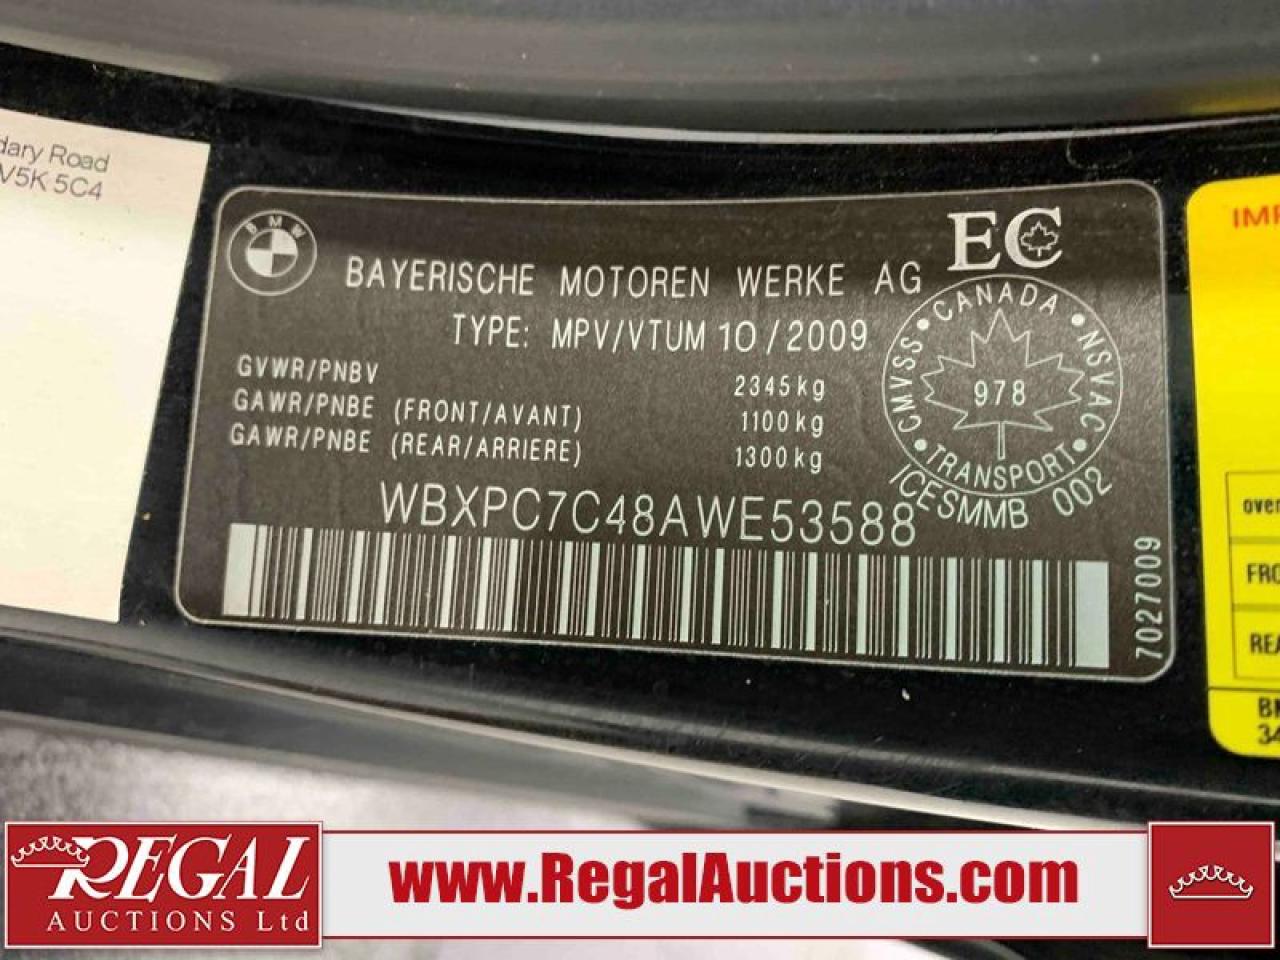 dary Road
V5K 5C4
BMW
BAYERISCHE MOTOREN WERKE AG
EC
TYPE: MPV/VTUM 10/2009
GVWR/PNBV 2345kg
GAWR/PNBE (FRONT/AVANT) 1100kg
GAWR/PNBE (REAR/ARRIERE) 1300kg
CANADA • NSVAC • TRANSPORT • CMVSS •
978
ICESMMB 002
WBXPC7C48AWE53588
7027009
IMP
over
FRO
REA
34
REGAL
AUCTIONS Ltd
www.RegalAuctions.com